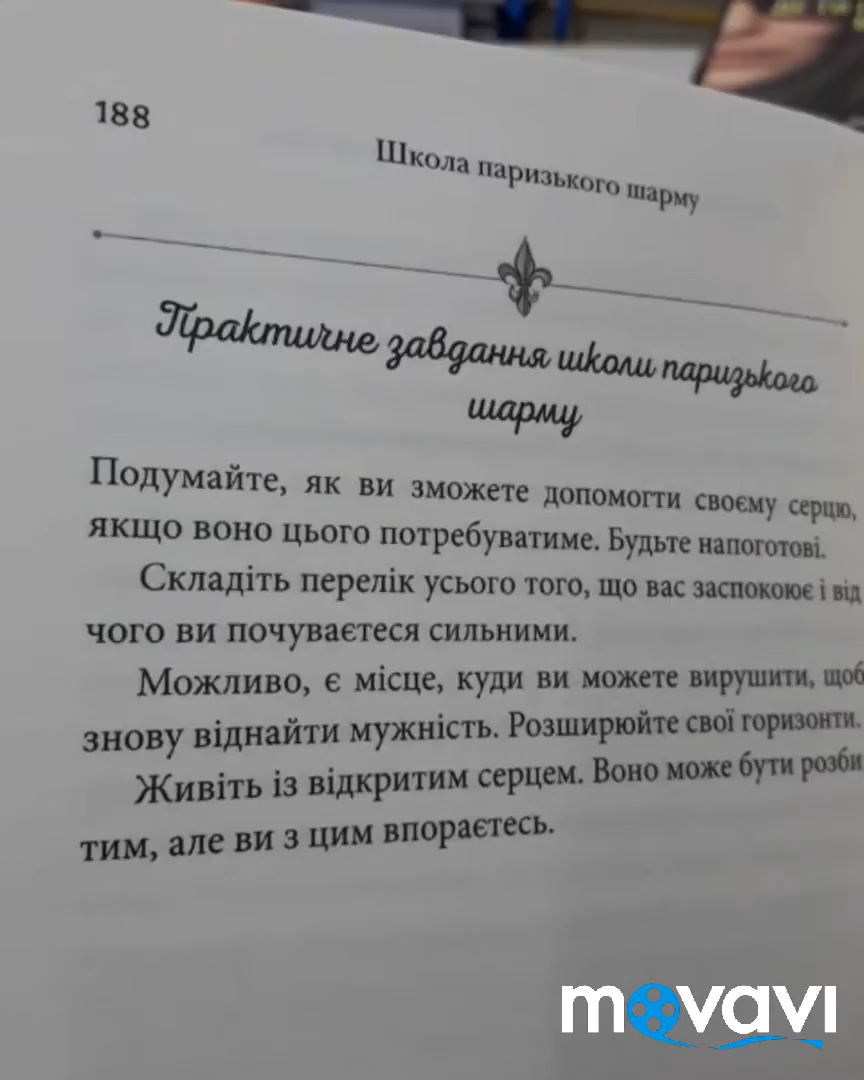 188
Школа паризького шарму
Практичне завдання школи паризького
шарму
Подумайте, як ви зможете допомогти своєму серцю,
якщо воно цього потребуватиме. Будьте напоготові.
Складіть перелік усього того, що вас заспокоює і від
чого ви почуваєтеся сильними.
Можливо, є місце, куди ви можете вирушити, щоб
знову віднайти мужність. Розширюйте свої горизонти.
Живіть із відкритим серцем. Воно може бути розби
тим, але ви з цим впораєтесь.
movavi